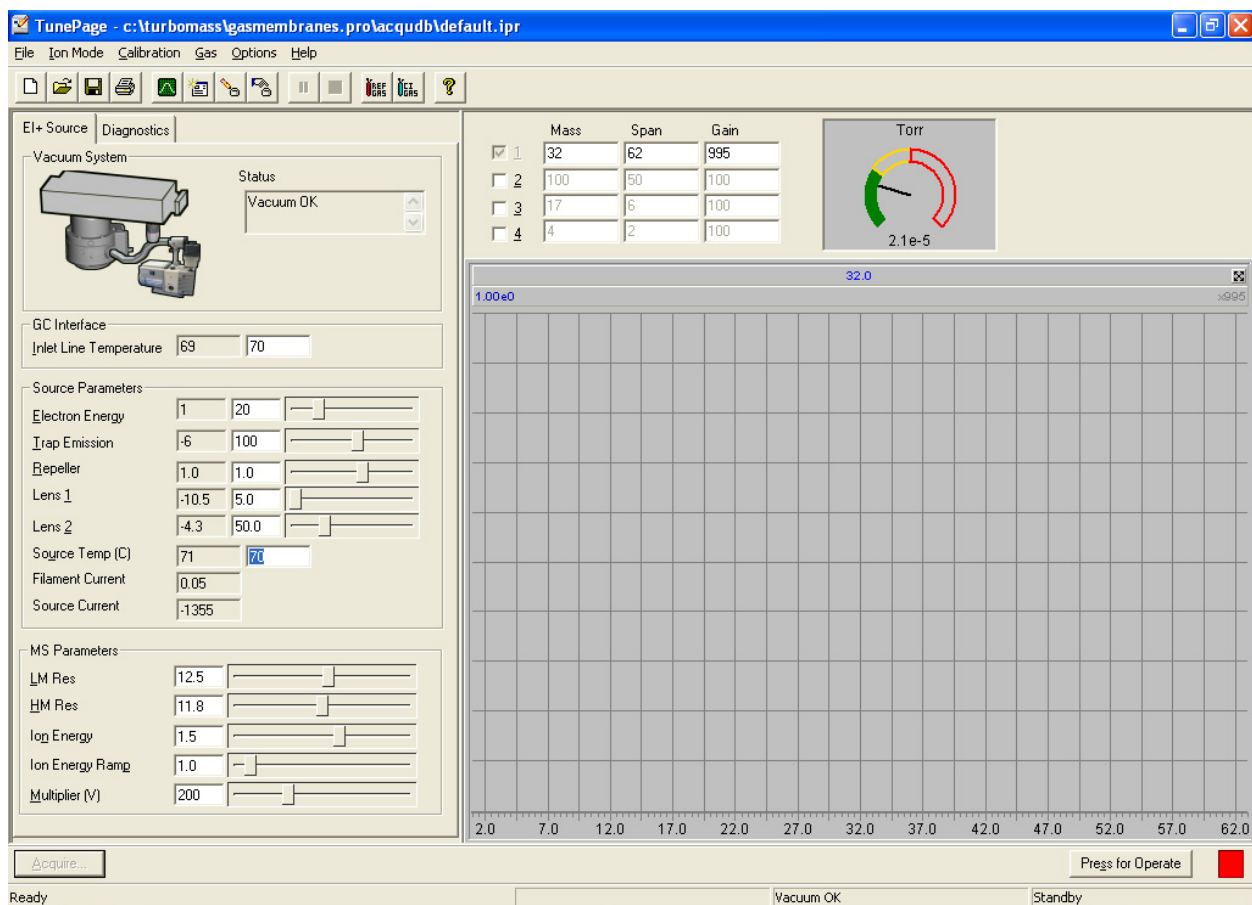 TunePage - c:\turbomass\gasmembranes.pro\acqudb\default.ipr
File Ion Mode Calibration Gas Options Help
REF GAS EI GAS ?
EI+ Source Diagnostics
Vacuum System
Status
Vacuum OK
GC Interface
Inlet Line Temperature 69 70
Source Parameters
Electron Energy 1 20
Trap Emission -6 100
Repeller 1.0 1.0
Lens 1 -10.5 5.0
Lens 2 -4.3 50.0
Source Temp (C) 71 70
Filament Current 0.05
Source Current -1355
MS Parameters
LM Res 12.5
HM Res 11.8
Ion Energy 1.5
Ion Energy Ramp 1.0
Multiplier (V) 200
Mass Span Gain
1 32 62 995
2 100 50 100
3 17 6 100
4 4 2 100
Torr
2.1e-5
32.0
1.00e0 x995
2.0 7.0 12.0 17.0 22.0 27.0 32.0 37.0 42.0 47.0 52.0 57.0 62.0
Acquire... Press for Operate
Ready Vacuum OK Standby